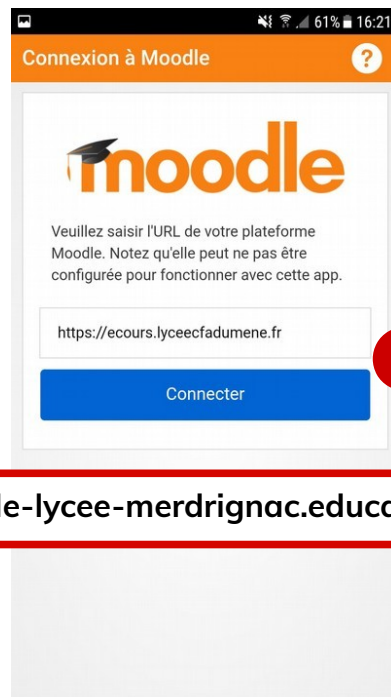 61% 16:21
Connexion à Moodle
?
moodle
Veuillez saisir l'URL de votre plateforme
Moodle. Notez qu'elle peut ne pas être
configurée pour fonctionner avec cette app.
https://ecours.lyceecfadumene.fr
Connecter
le-lycee-merdrignac.educa